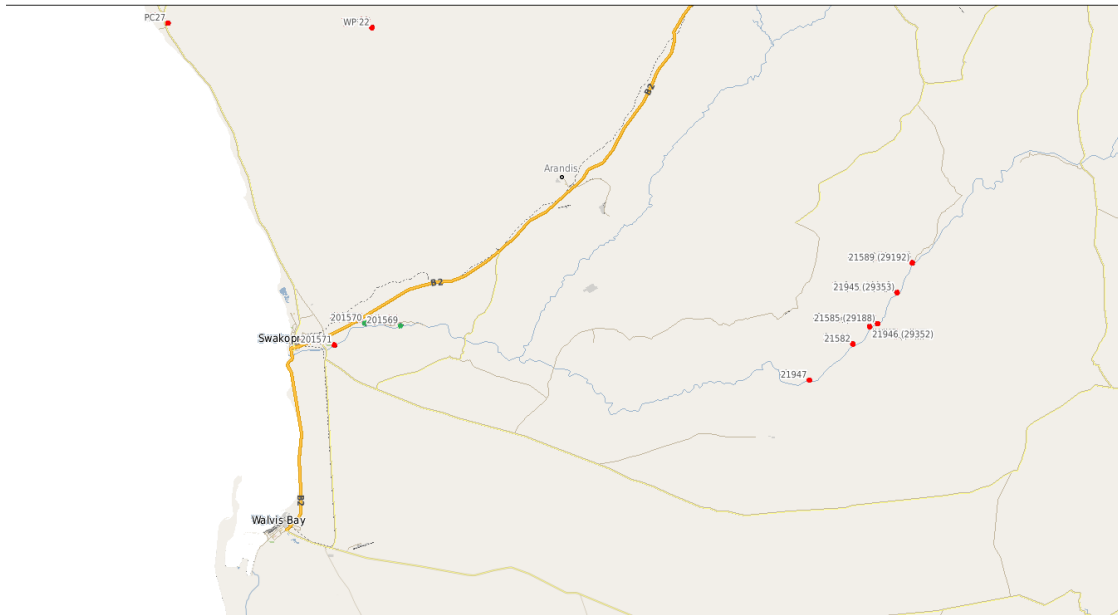 PC27
WP 22
B2
Arandis
21589 (29192)
21945 (29353)
B2
201570
201569
21585 (29188)
21946 (29352)
Swakop
201571
21582
21947
B2
Walvis Bay